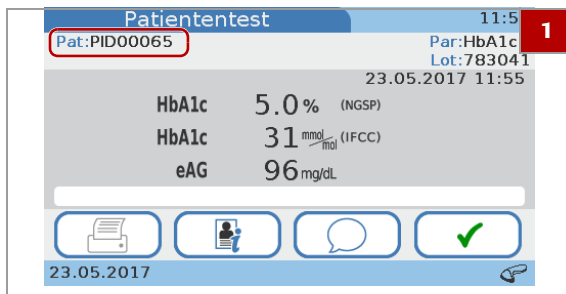 Patiententest 11:5
1
Pat:PID00065 Par:HbA1c
Lot:783041
23.05.2017 11:55
HbA1c 5.0 % (NGSP)
HbA1c 31 mmol/mol (IFCC)
eAG 96 mg/dL
23.05.2017